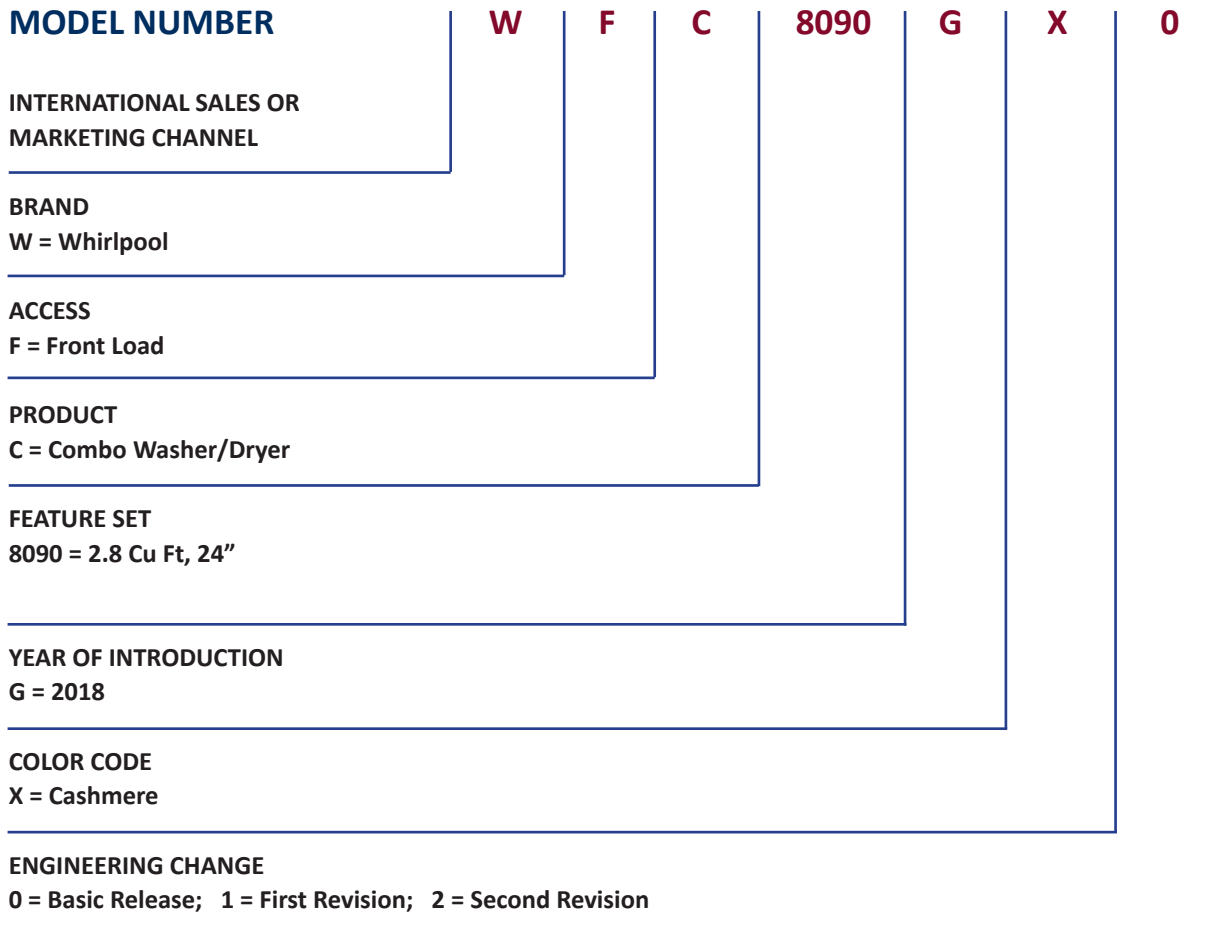 MODEL NUMBER W F C 8090 G X 0
INTERNATIONAL SALES OR
MARKETING CHANNEL
BRAND
W = Whirlpool
ACCESS
F = Front Load
PRODUCT
C = Combo Washer/Dryer
FEATURE SET
8090 = 2.8 Cu Ft, 24”
YEAR OF INTRODUCTION
G = 2018
COLOR CODE
X = Cashmere
ENGINEERING CHANGE
0 = Basic Release; 1 = First Revision; 2 = Second Revision